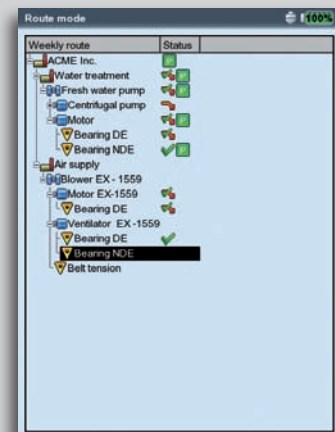 Route mode 100%
Weekly route Status
ACME Inc. P
Water treatment P
Fresh water pump P
Centrifugal pump
Motor P
Bearing DE
Bearing NDE P
Air supply
Blower EX - 1559
Motor EX-1559
Bearing DE
Ventilator EX -1559
Bearing DE
Bearing NDE
Belt tension